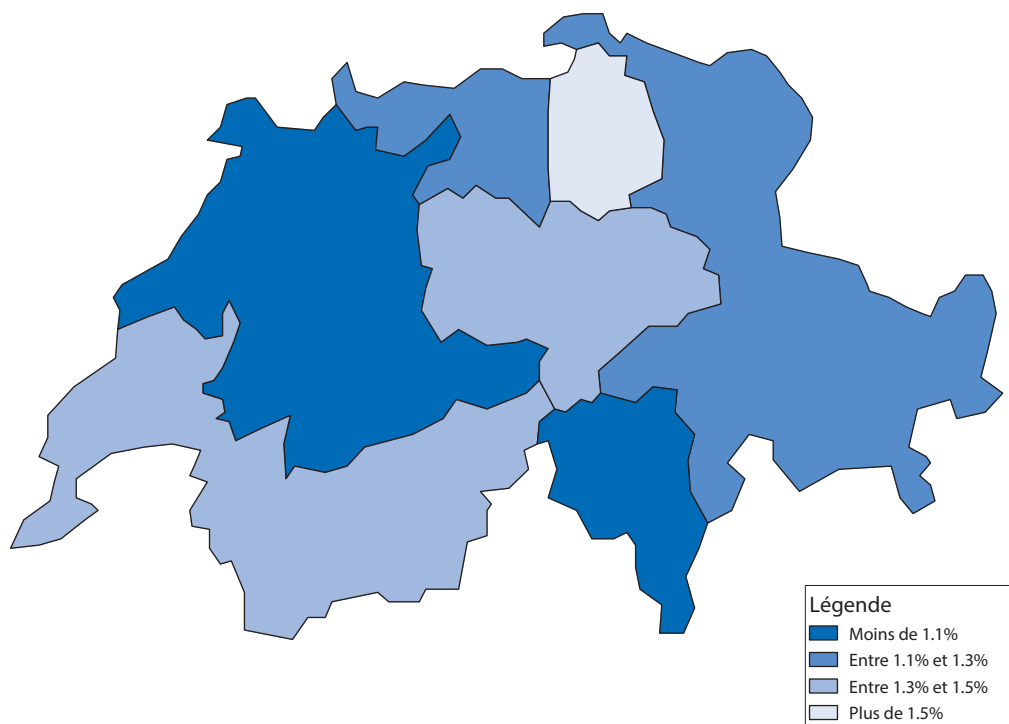 Légende
Moins de 1.1%
Entre 1.1% et 1.3%
Entre 1.3% et 1.5%
Plus de 1.5%